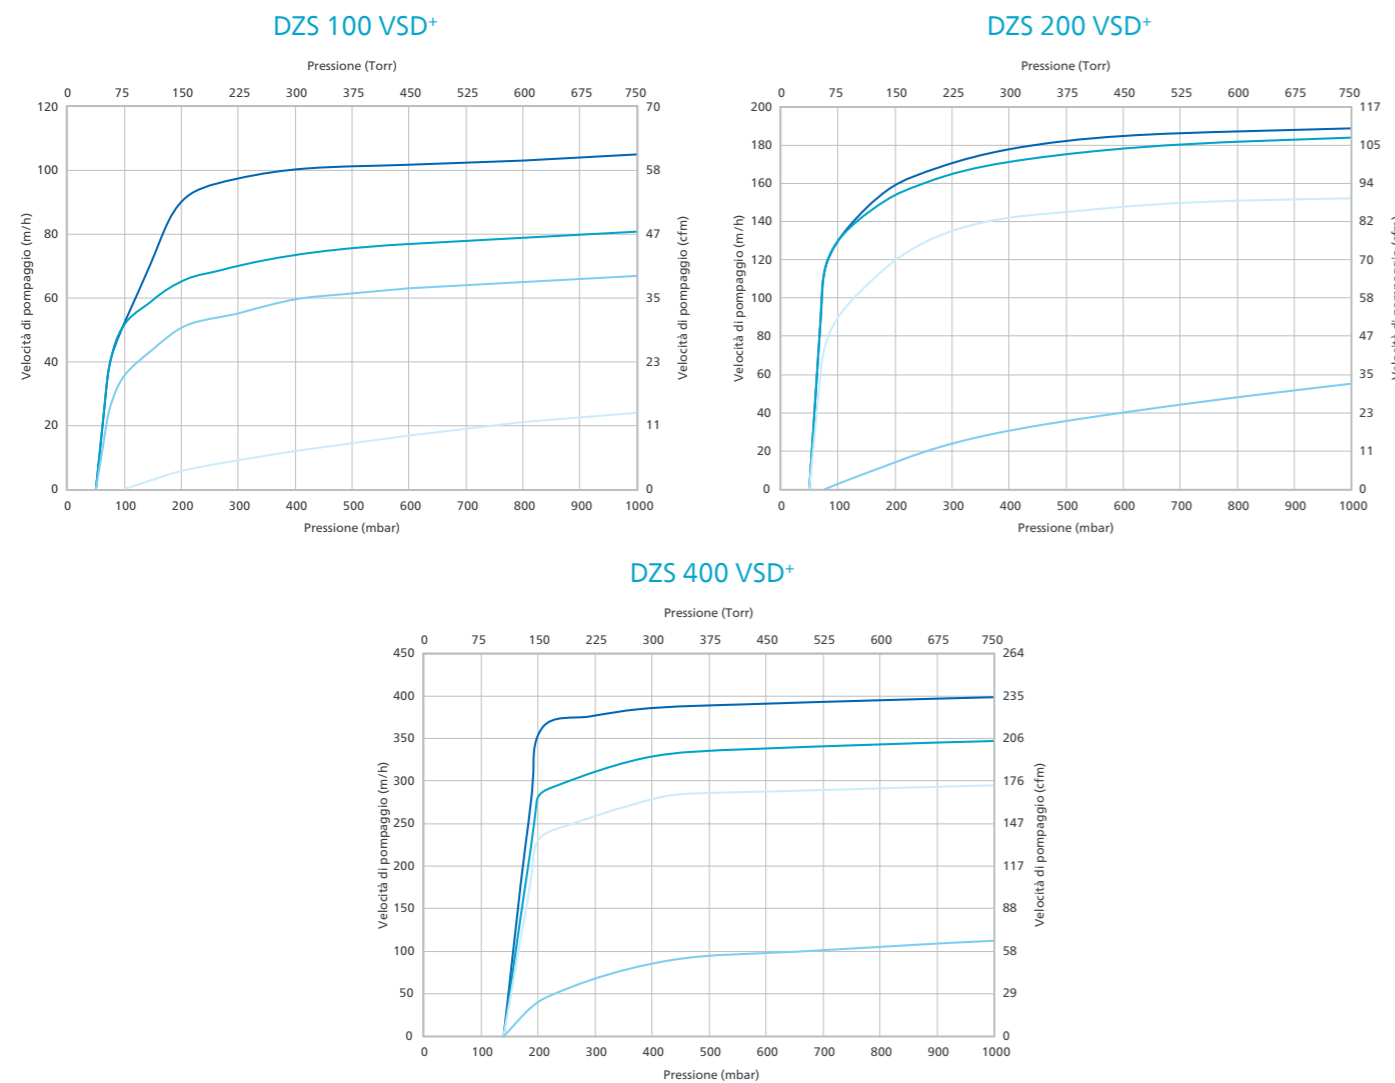 DZS 100 VSD+
Pressione (Torr)
0 75 150 225 300 375 450 525 600 675 750
120 100 80 60 40 20 0
Velocità di pompaggio (m/h)
70 58 47 35 23 11 0
Velocità di pompaggio (cfm)
0 100 200 300 400 500 600 700 800 900 1000
Pressione (mbar)
DZS 200 VSD+
Pressione (Torr)
0 75 150 225 300 375 450 525 600 675 750
200 180 160 140 120 100 80 60 40 20 0
Velocità di pompaggio (m/h)
117 105 94 82 70 58 47 35 23 11 0
Velocità di pompaggio (cfm)
0 100 200 300 400 500 600 700 800 900 1000
Pressione (mbar)
DZS 400 VSD+
Pressione (Torr)
0 75 150 225 300 375 450 525 600 675 750
450 400 350 300 250 200 150 100 50 0
Velocità di pompaggio (m/h)
264 235 206 176 147 117 88 58 29 0
Velocità di pompaggio (cfm)
0 100 200 300 400 500 600 700 800 900 1000
Pressione (mbar)